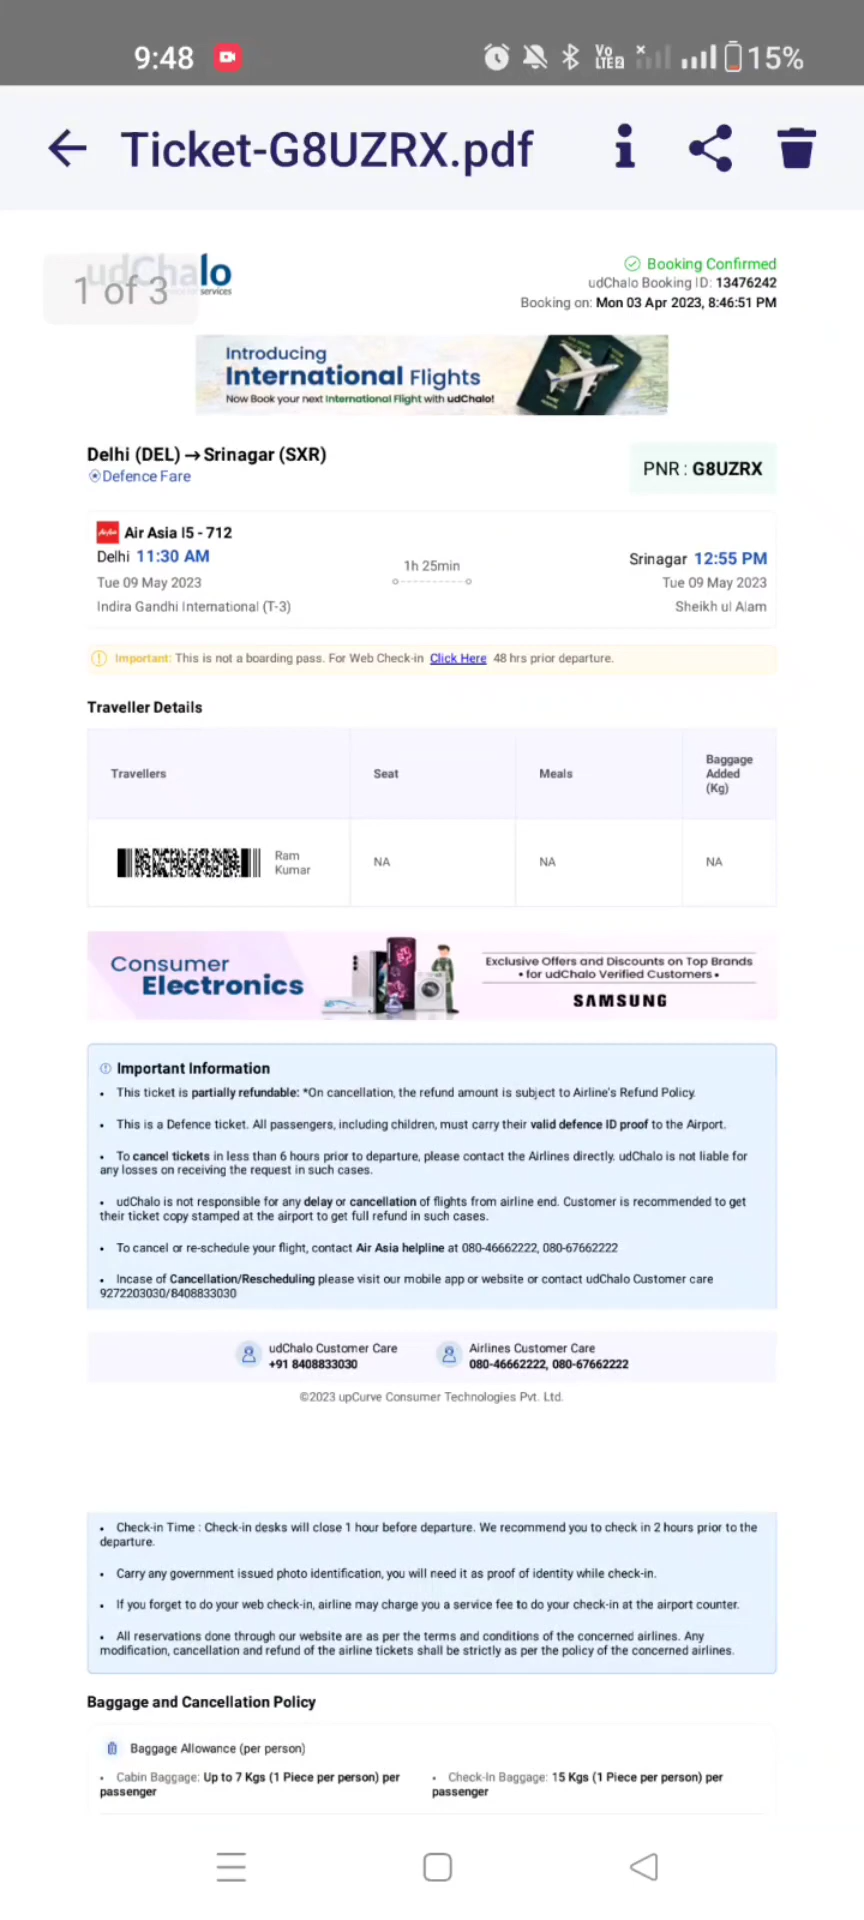 9:48
Vo
LTE2
15%
Ticket-G8UZRX.pdf
udChalo
services
1 of 3
Booking Confirmed
udChalo Booking ID: 13476242
Booking on: Mon 03 Apr 2023, 8:46:51 PM
Introducing
International Flights
Now Book your next International Flight with udChalo!
Delhi (DEL) → Srinagar (SXR)
Defence Fare
PNR : G8UZRX
Air Asia I5 - 712
Delhi 11:30 AM
1h 25min
Srinagar 12:55 PM
Tue 09 May 2023
Tue 09 May 2023
Indira Gandhi International (T-3)
Sheikh ul Alam
Important: This is not a boarding pass. For Web Check-in Click Here 48 hrs prior departure.
Traveller Details
Travellers
Seat
Meals
Baggage
Added
(Kg)
Ram
Kumar
NA
NA
NA
Consumer
Electronics
Exclusive Offers and Discounts on Top Brands
• for udChalo Verified Customers •
SAMSUNG
Important Information
• This ticket is partially refundable: *On cancellation, the refund amount is subject to Airline's Refund Policy.
• This is a Defence ticket. All passengers, including children, must carry their valid defence ID proof to the Airport.
• To cancel tickets in less than 6 hours prior to departure, please contact the Airlines directly. udChalo is not liable for
any losses on receiving the request in such cases.
• udChalo is not responsible for any delay or cancellation of flights from airline end. Customer is recommended to get
their ticket copy stamped at the airport to get full refund in such cases.
• To cancel or re-schedule your flight, contact Air Asia helpline at 080-46662222, 080-67662222
• Incase of Cancellation/Rescheduling please visit our mobile app or website or contact udChalo Customer care
9272203030/8408833030
udChalo Customer Care
+91 8408833030
Airlines Customer Care
080-46662222, 080-67662222
©2023 upCurve Consumer Technologies Pvt. Ltd.
• Check-in Time : Check-in desks will close 1 hour before departure. We recommend you to check in 2 hours prior to the
departure.
• Carry any government issued photo identification, you will need it as proof of identity while check-in.
• If you forget to do your web check-in, airline may charge you a service fee to do your check-in at the airport counter.
• All reservations done through our website are as per the terms and conditions of the concerned airlines. Any
modification, cancellation and refund of the airline tickets shall be strictly as per the policy of the concerned airlines.
Baggage and Cancellation Policy
Baggage Allowance (per person)
• Cabin Baggage: Up to 7 Kgs (1 Piece per person) per
passenger
• Check-In Baggage: 15 Kgs (1 Piece per person) per
passenger